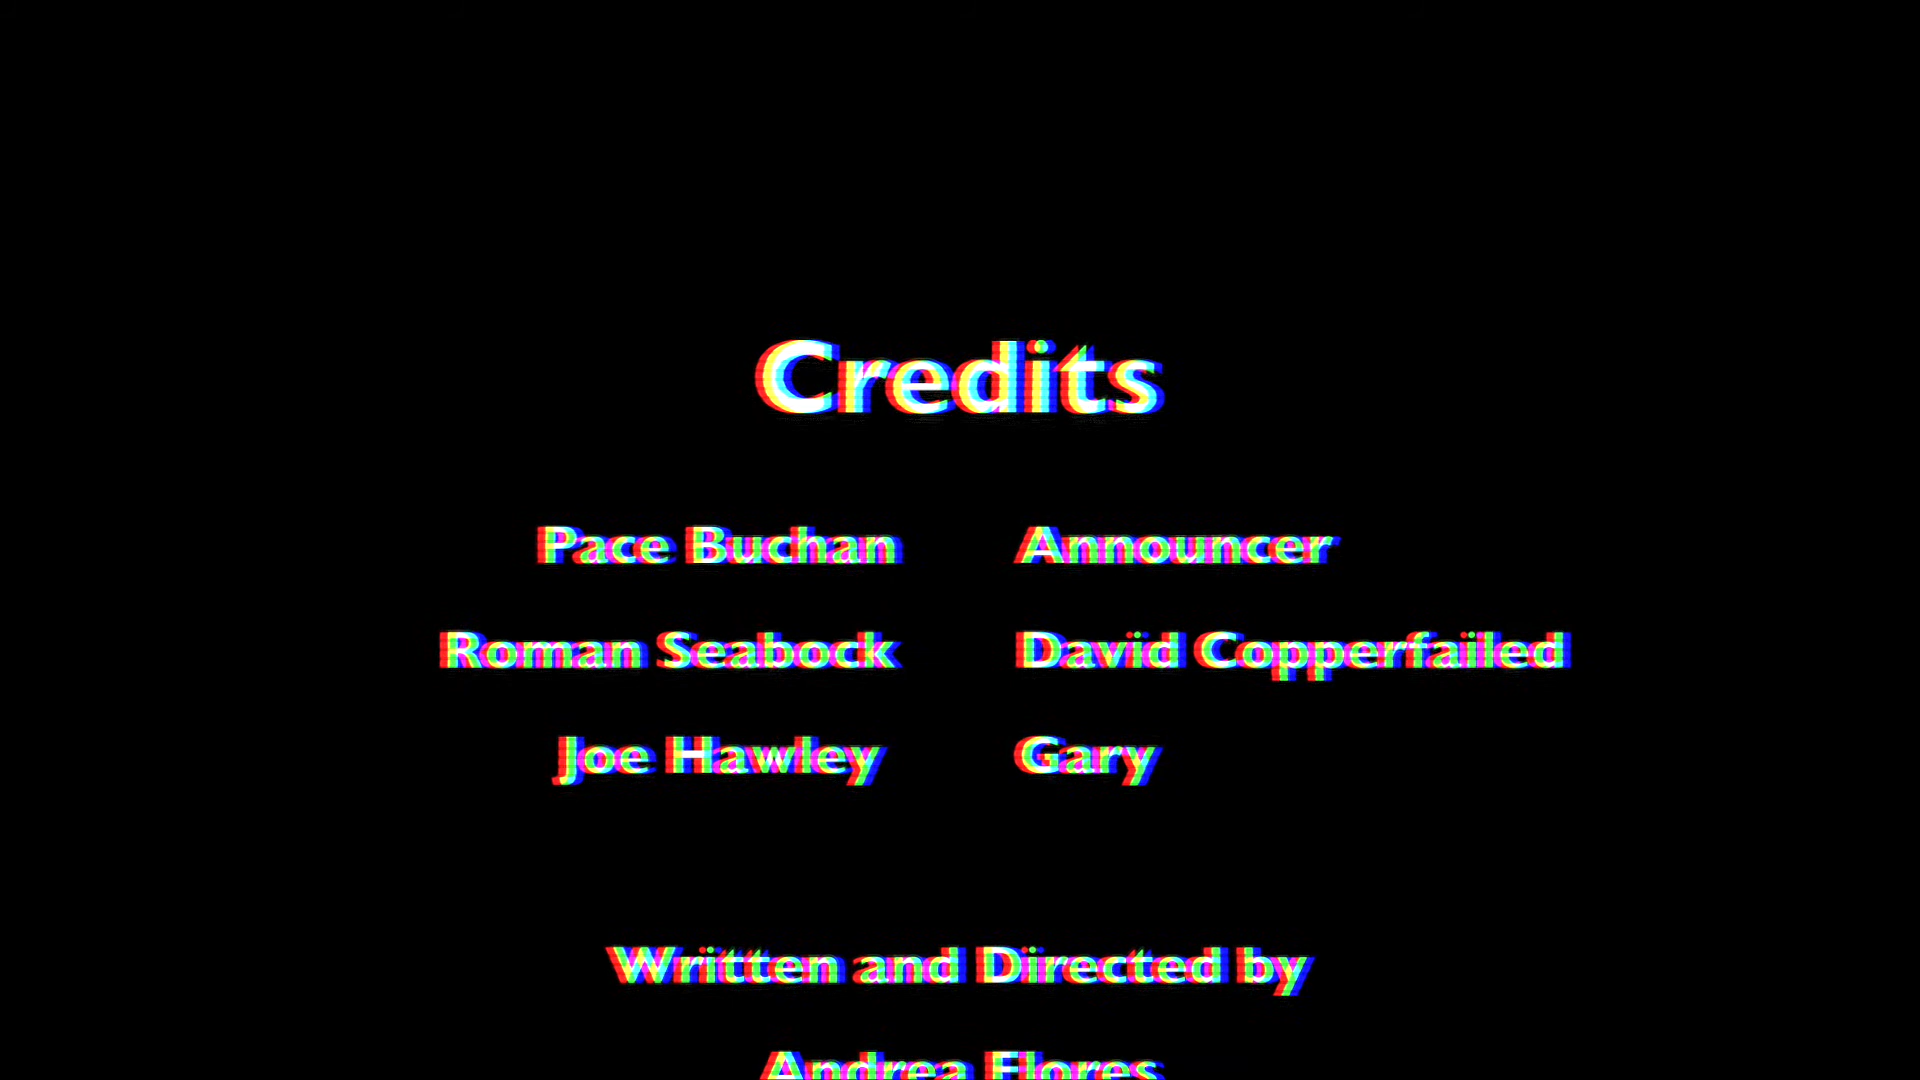 Credits
Pace Buchan Announcer
Roman Seabock David Copperfailed
Joe Hawley Gary
Written and Directed by
Andrea Flores